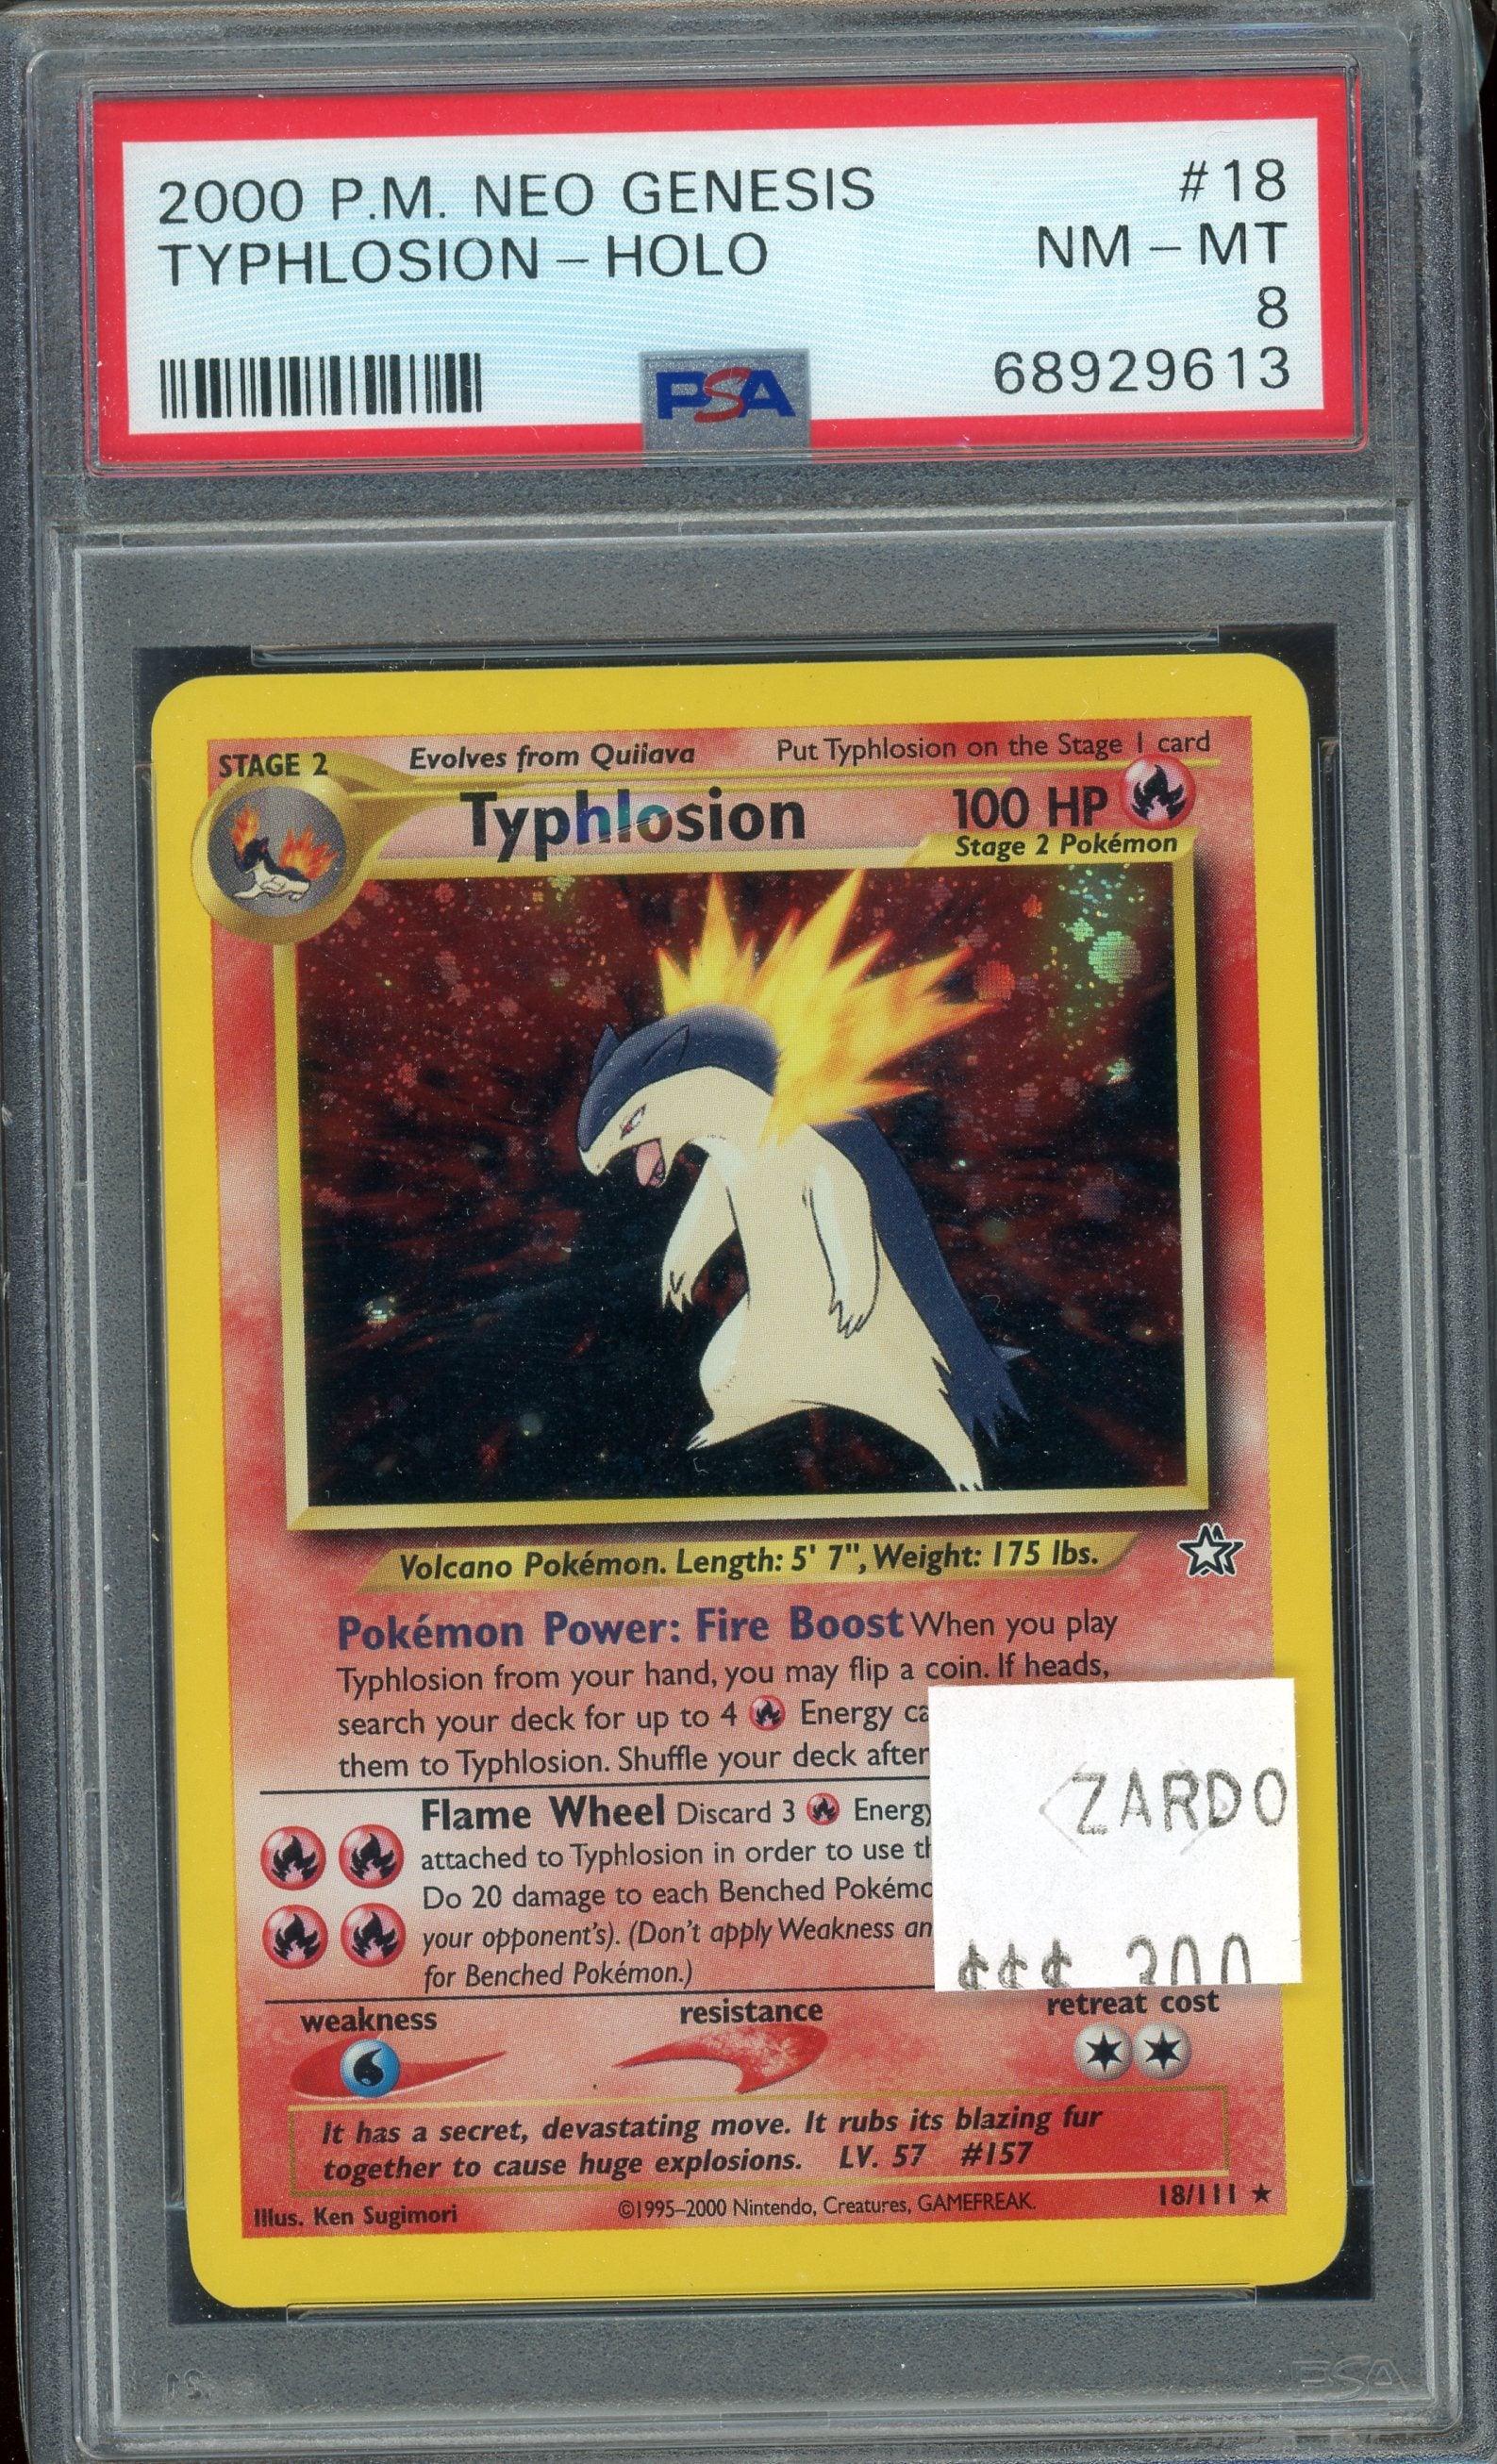 2000 P.M. NEO GENESIS #18
TYPHLOSION - HOLO NM - MT
8
PSA 68929613
STAGE 2 Evolves from Quilava Put Typhlosion on the Stage 1 card
Typhlosion 100 HP
Stage 2 Pokémon
Volcano Pokémon. Length: 5' 7", Weight: 175 lbs.
Pokémon Power: Fire Boost When you play
Typhlosion from your hand, you may flip a coin. If heads,
search your deck for up to 4 Energy
them to Typhlosion. Shuffle your deck after
ZARDO
Flame Wheel Discard 3 Energy
attached to Typhlosion in order to use
Do 20 damage to each Benched
your opponent's). (Don't apply Weakness
for Benched Pokémon.)
weakness resistance retreat cost
It has a secret, devastating move. It rubs its blazing fur
together to cause huge explosions. LV. 57 #157
Illus. Ken Sugimori ©1995–2000 Nintendo, Creatures, GAMEFREAK. 18/111 ★
PSA